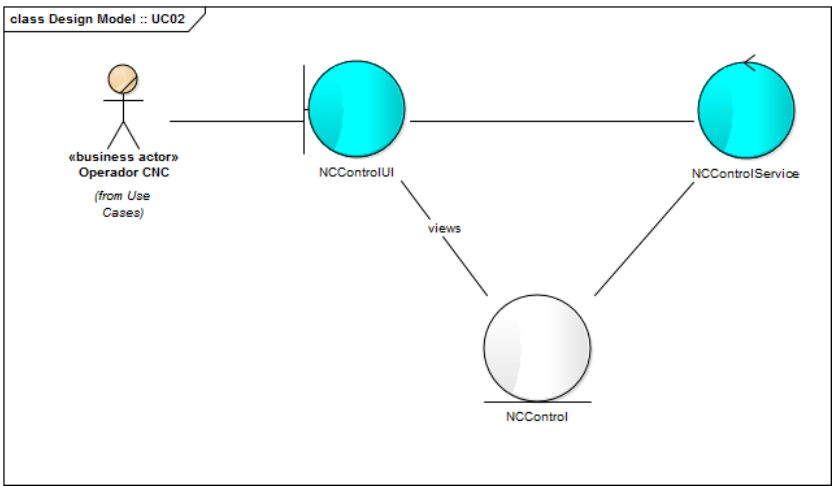 class Design Model :: UC02
«business actor»
Operador CNC
(from Use
Cases)
NCControlUI
NCControlService
views
NCControl